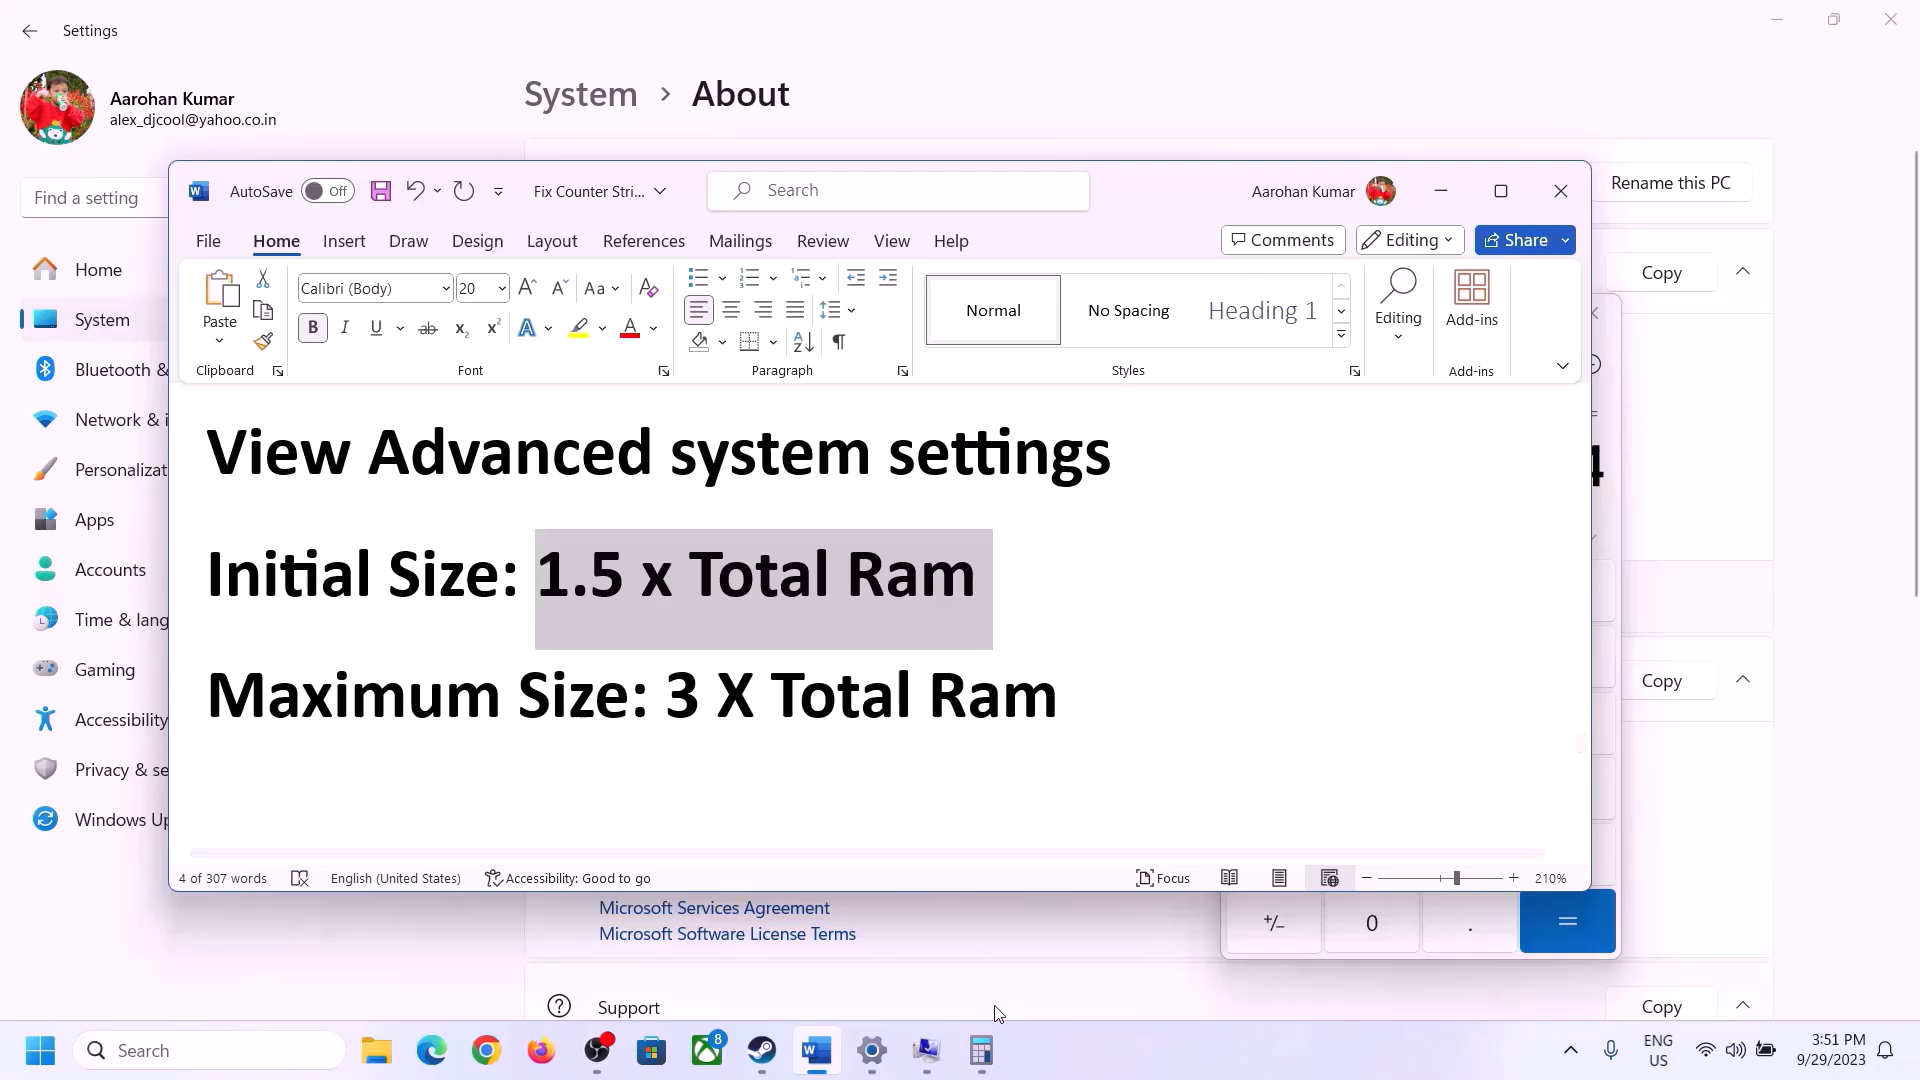 Settings
Aarohan Kumar
alex_djcool@yahoo.co.in
System > About
Find a setting
Home
System
Bluetooth &
Network & i
Personalizat
Apps
Accounts
Time & lang
Gaming
Accessibility
Privacy & se
Windows Up
Rename this PC
Copy
Copy
Copy
AutoSave Off
Fix Counter Stri...
Search
Aarohan Kumar
File Home Insert Draw Design Layout References Mailings Review View Help
Comments Editing Share
Paste
Calibri (Body) 20
Normal No Spacing Heading 1
Editing
Add-ins
Clipboard Font Paragraph Styles Add-ins
View Advanced system settings
Initial Size: 1.5 x Total Ram
Maximum Size: 3 X Total Ram
4 of 307 words English (United States) Accessibility: Good to go Focus 210%
Microsoft Services Agreement
Microsoft Software License Terms
+/− 0 . =
Support
Search
8
ENG
US
3:51 PM
9/29/2023